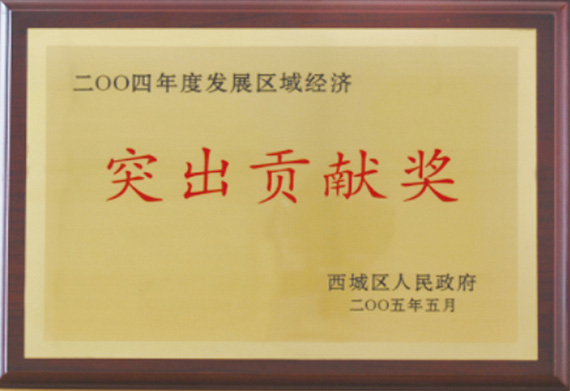 二OO四年度发展区域经济
突出贡献奖
西城区人民政府
二OO五年五月